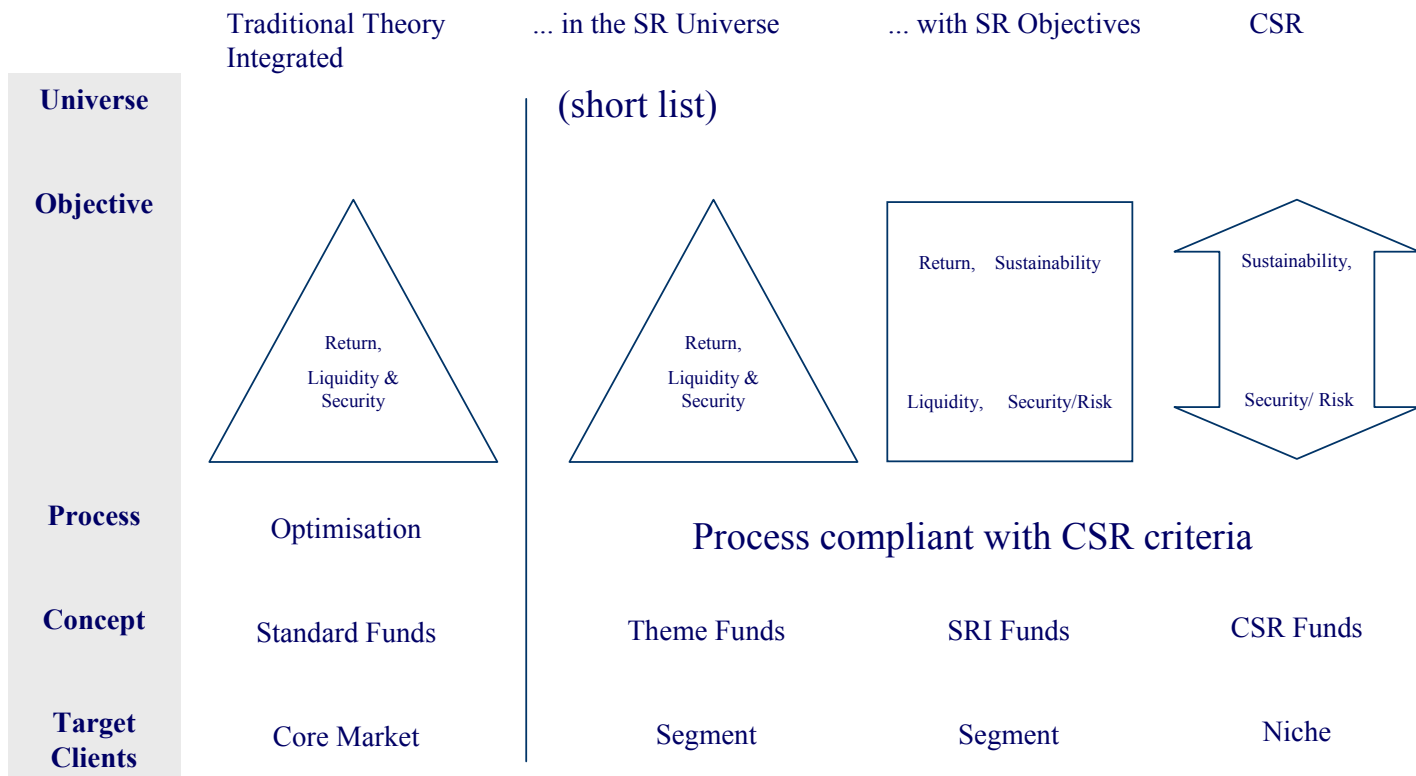 Traditional Theory
Integrated
... in the SR Universe
... with SR Objectives
CSR
Universe
(short list)
Objective
Return,
Liquidity &
Security
Return,
Liquidity &
Security
Return, Sustainability
Liquidity, Security/Risk
Sustainability,
Security/ Risk
Process
Optimisation
Process compliant with CSR criteria
Concept
Standard Funds
Theme Funds
SRI Funds
CSR Funds
Target
Clients
Core Market
Segment
Segment
Niche